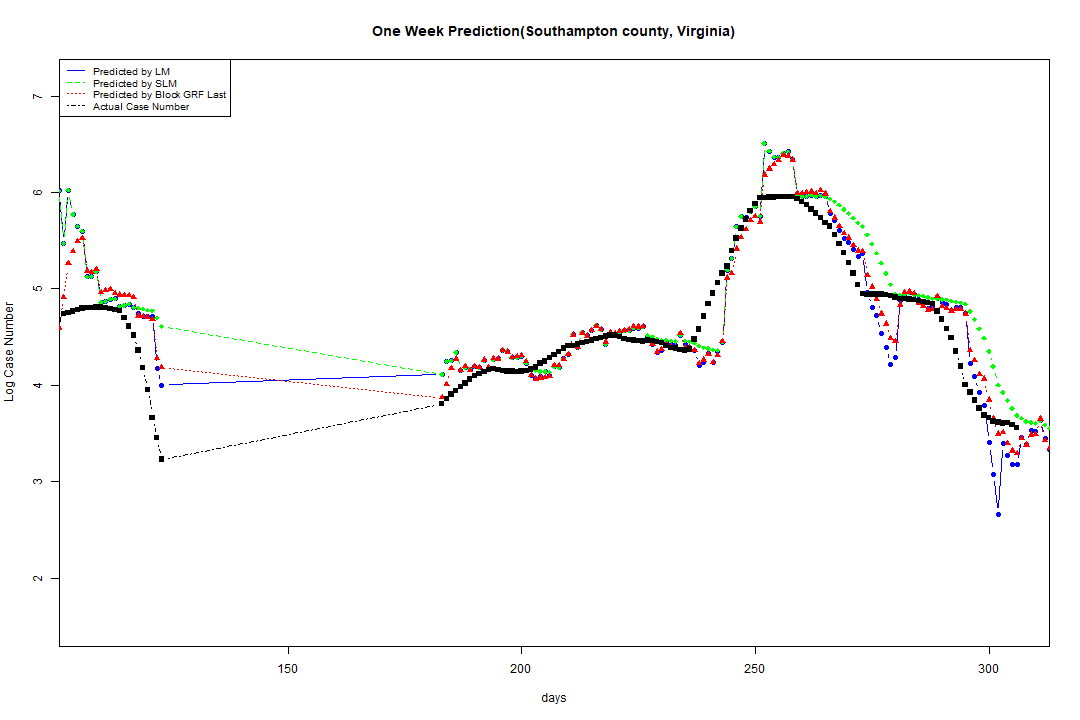 One Week Prediction(Southampton county, Virginia)
Predicted by LM
Predicted by SLM
Predicted by Block GRF Last
Actual Case Number
7
6
5
4
3
2
Log Case Number
150 200 250 300
days